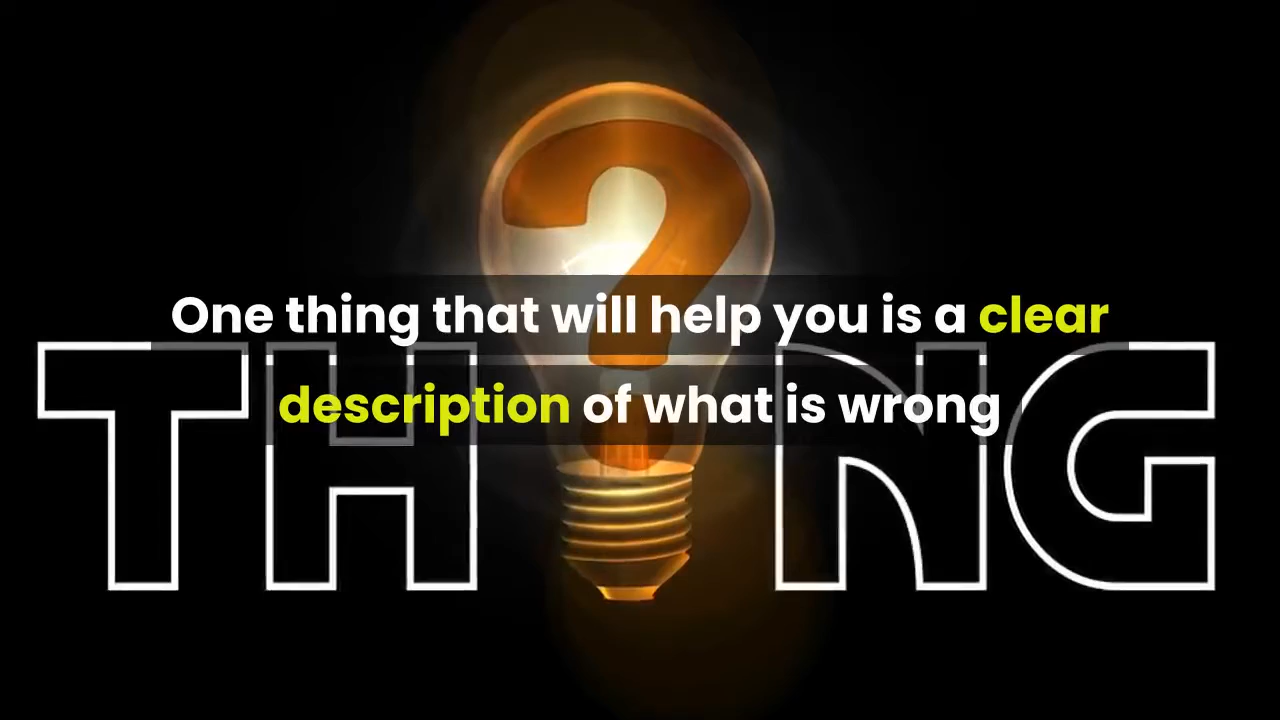 One thing that will help you is a clear
description of what is wrong
TH?NG